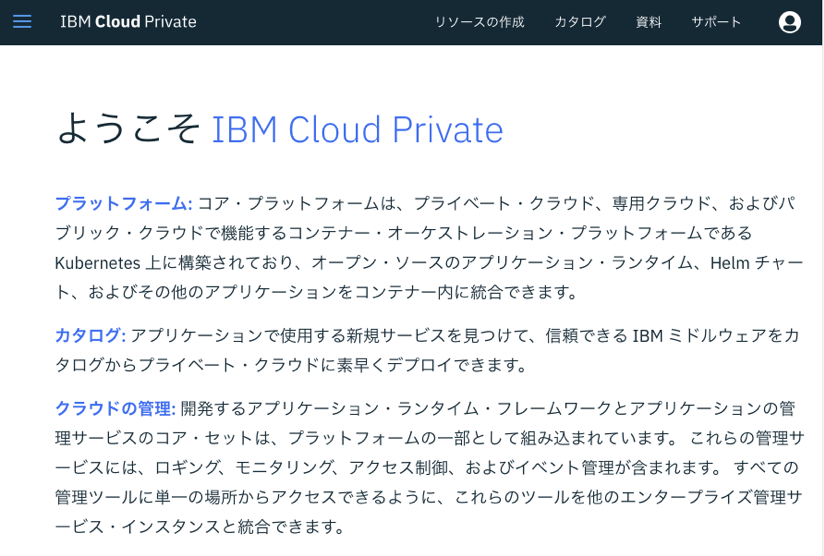 IBM Cloud Private リソースの作成 カタログ 資料 サポート
ようこそ IBM Cloud Private
プラットフォーム: コア・プラットフォームは、プライベート・クラウド、専用クラウド、およびパ
ブリック・クラウドで機能するコンテナー・オーケストレーション・プラットフォームである
Kubernetes 上に構築されており、オープン・ソースのアプリケーション・ランタイム、Helm チャー
ト、およびその他のアプリケーションをコンテナー内に統合できます。
カタログ: アプリケーションで使用する新規サービスを見つけて、信頼できる IBM ミドルウェアをカ
タログからプライベート・クラウドに素早くデプロイできます。
クラウドの管理: 開発するアプリケーション・ランタイム・フレームワークとアプリケーションの管
理サービスのコア・セットは、プラットフォームの一部として組み込まれています。 これらの管理サ
ービスには、ロギング、モニタリング、アクセス制御、およびイベント管理が含まれます。 すべての
管理ツールに単一の場所からアクセスできるように、これらのツールを他のエンタープライズ管理サ
ービス・インスタンスと統合できます。